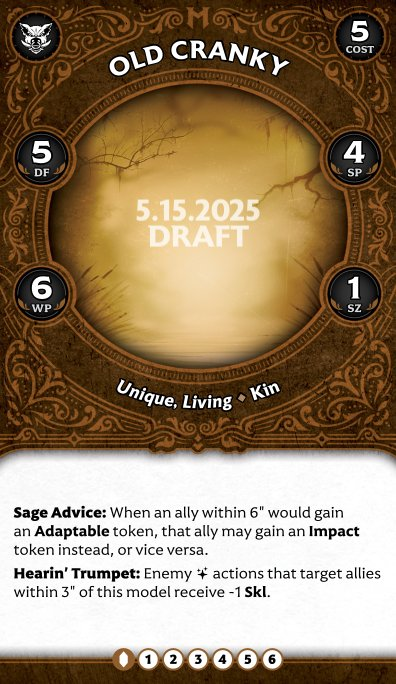 OLD CRANKY
5
COST
5
DF
4
SP
5.15.2025
DRAFT
6
WP
1
SZ
Unique, Living ◆ Kin
Sage Advice: When an ally within 6" would gain
an Adaptable token, that ally may gain an Impact
token instead, or vice versa.
Hearin' Trumpet: Enemy actions that target allies
within 3" of this model receive -1 Skl.
1 2 3 4 5 6